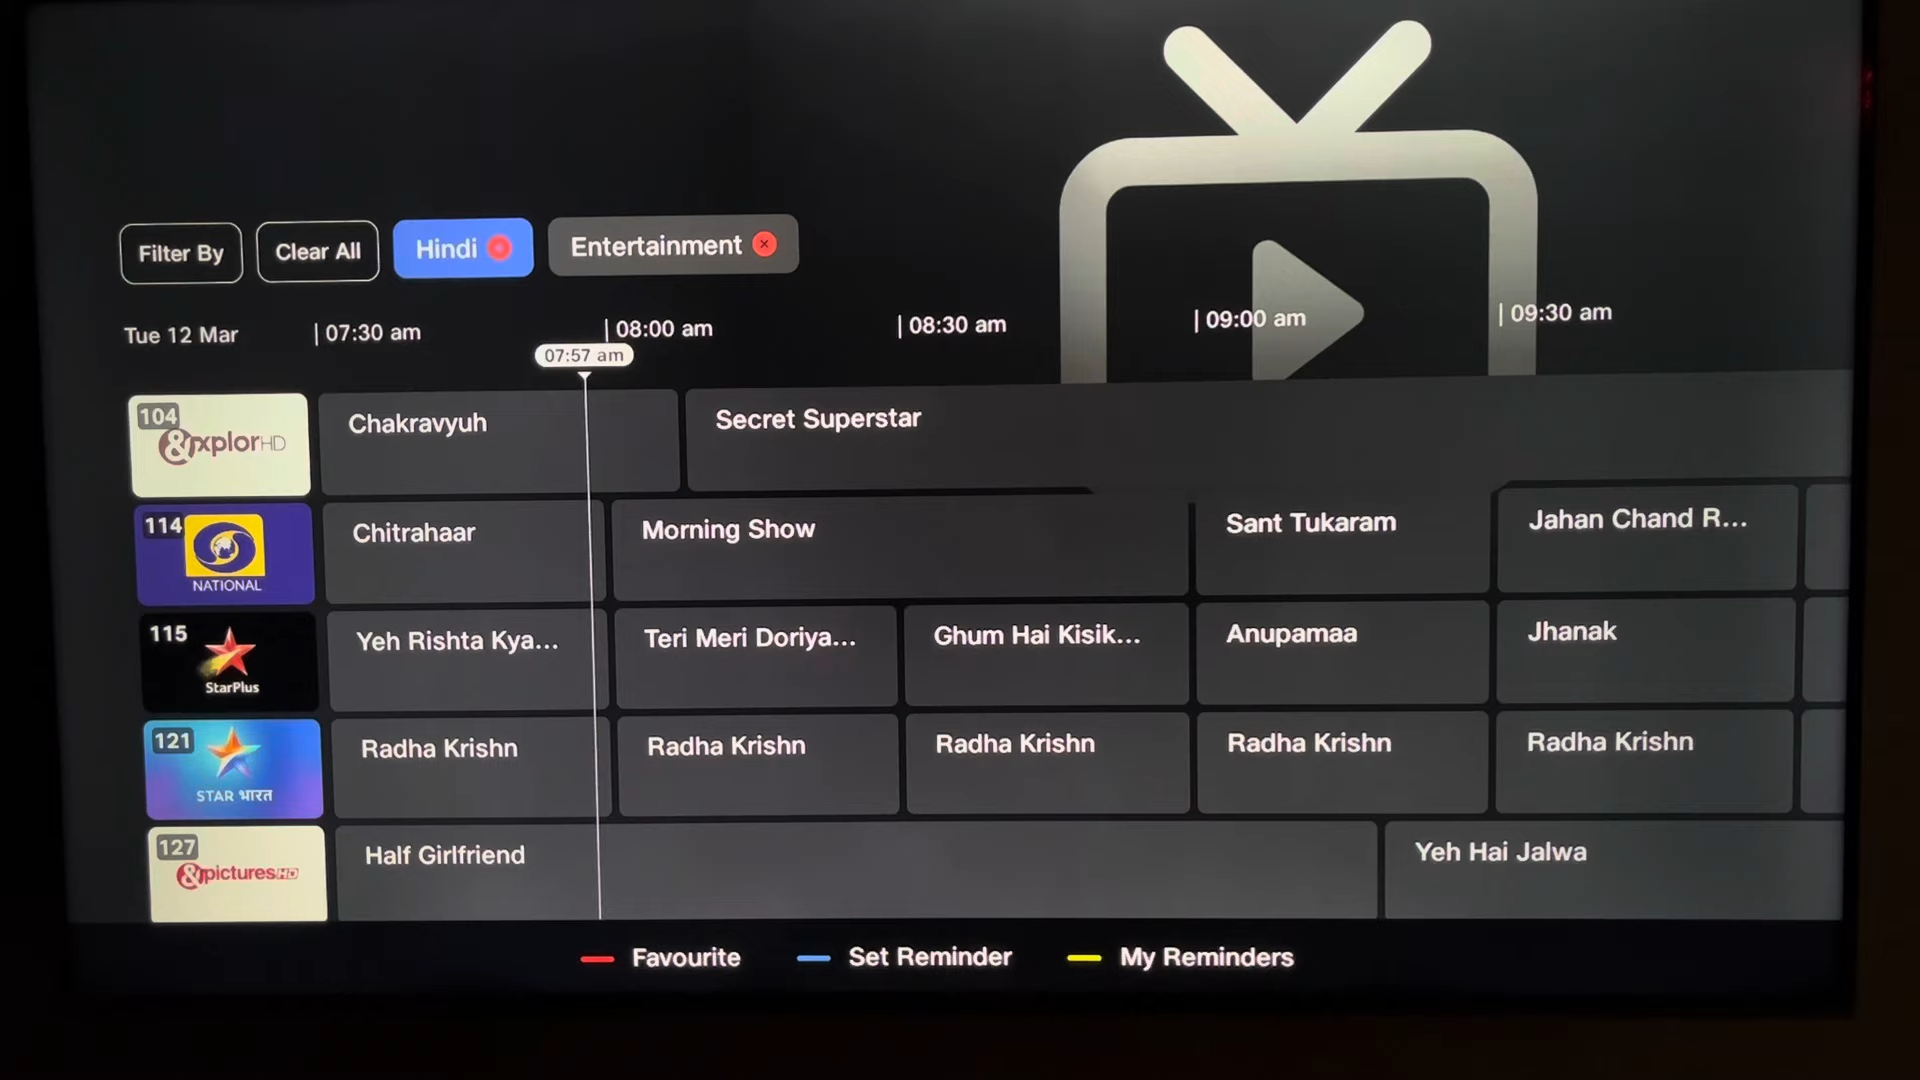 Filter By Clear All Hindi Entertainment
Tue 12 Mar | 07:30 am | 08:00 am | 08:30 am | 09:00 am | 09:30 am
07:57 am
104 &xplorHD Chakravyuh Secret Superstar
114 NATIONAL Chitrahaar Morning Show Sant Tukaram Jahan Chand R...
115 StarPlus Yeh Rishta Kya... Teri Meri Doriya... Ghum Hai Kisik... Anupamaa Jhanak
121 STAR भारत Radha Krishn Radha Krishn Radha Krishn Radha Krishn Radha Krishn
127 &picturesHD Half Girlfriend Yeh Hai Jalwa
Favourite Set Reminder My Reminders